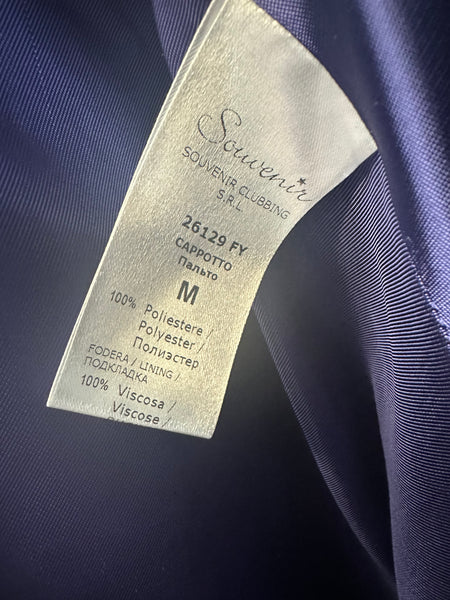 Souvenir
SOUVENIR CLUBBING
S.R.L
26129 FY
CAPPOTTO
Пальто
M
100% Poliestere /
Polyester /
Полиэстер
FODERA / LINING /
ПОДКЛАДКА
100% Viscosa /
Viscose /